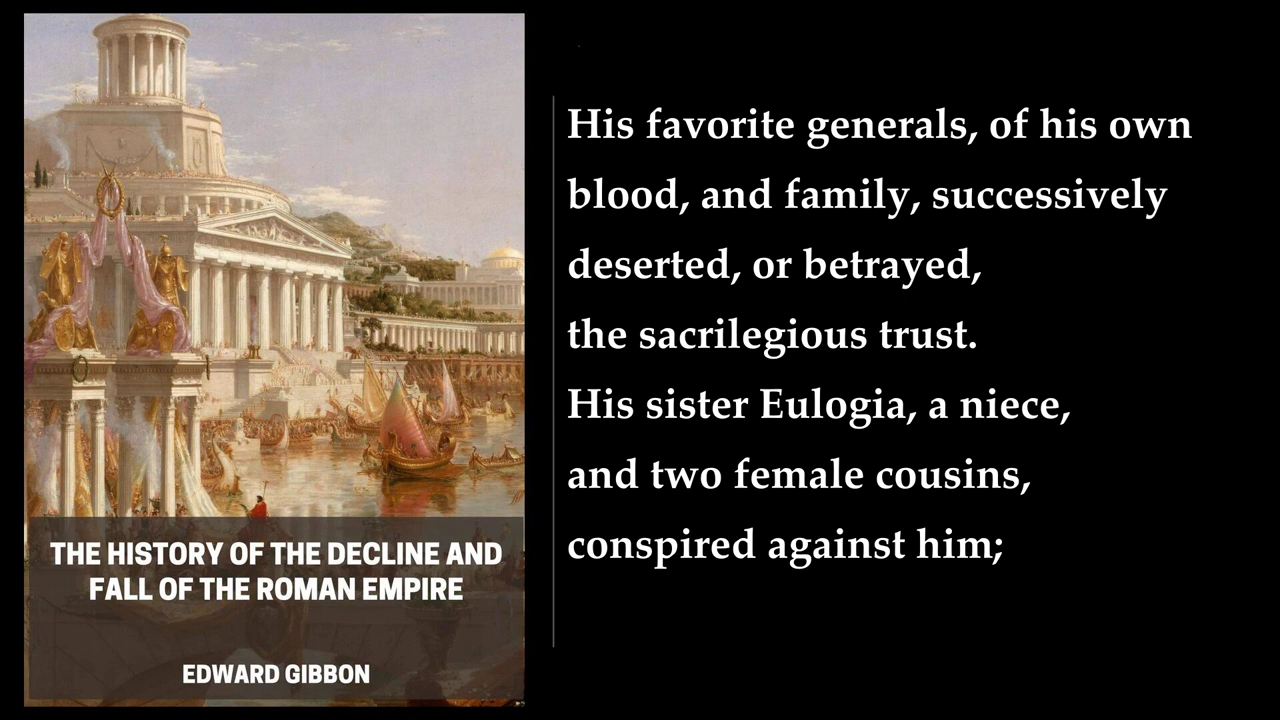 THE HISTORY OF THE DECLINE AND
FALL OF THE ROMAN EMPIRE
EDWARD GIBBON
His favorite generals, of his own
blood, and family, successively
deserted, or betrayed,
the sacrilegious trust.
His sister Eulogia, a niece,
and two female cousins,
conspired against him;